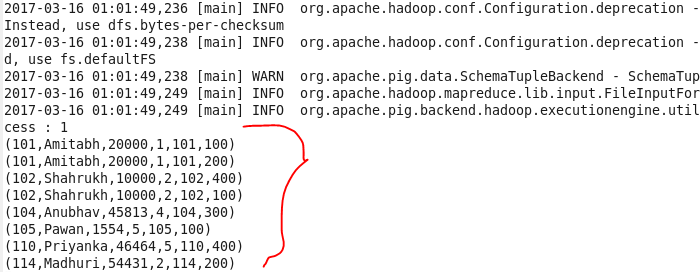 2017-03-16 01:01:49,236 [main] INFO  org.apache.hadoop.conf.Configuration.deprecation -
Instead, use dfs.bytes-per-checksum
2017-03-16 01:01:49,238 [main] INFO  org.apache.hadoop.conf.Configuration.deprecation -
d, use fs.defaultFS
2017-03-16 01:01:49,238 [main] WARN  org.apache.pig.data.SchemaTupleBackend - SchemaTup
2017-03-16 01:01:49,249 [main] INFO  org.apache.hadoop.mapreduce.lib.input.FileInputFor
2017-03-16 01:01:49,249 [main] INFO  org.apache.pig.backend.hadoop.executionengine.util
cess : 1
(101,Amitabh,20000,1,101,100)
(101,Amitabh,20000,1,101,200)
(102,Shahrukh,10000,2,102,400)
(102,Shahrukh,10000,2,102,100)
(104,Anubhav,45813,4,104,300)
(105,Pawan,1554,5,105,100)
(110,Priyanka,46464,5,110,400)
(114,Madhuri,54431,2,114,200)